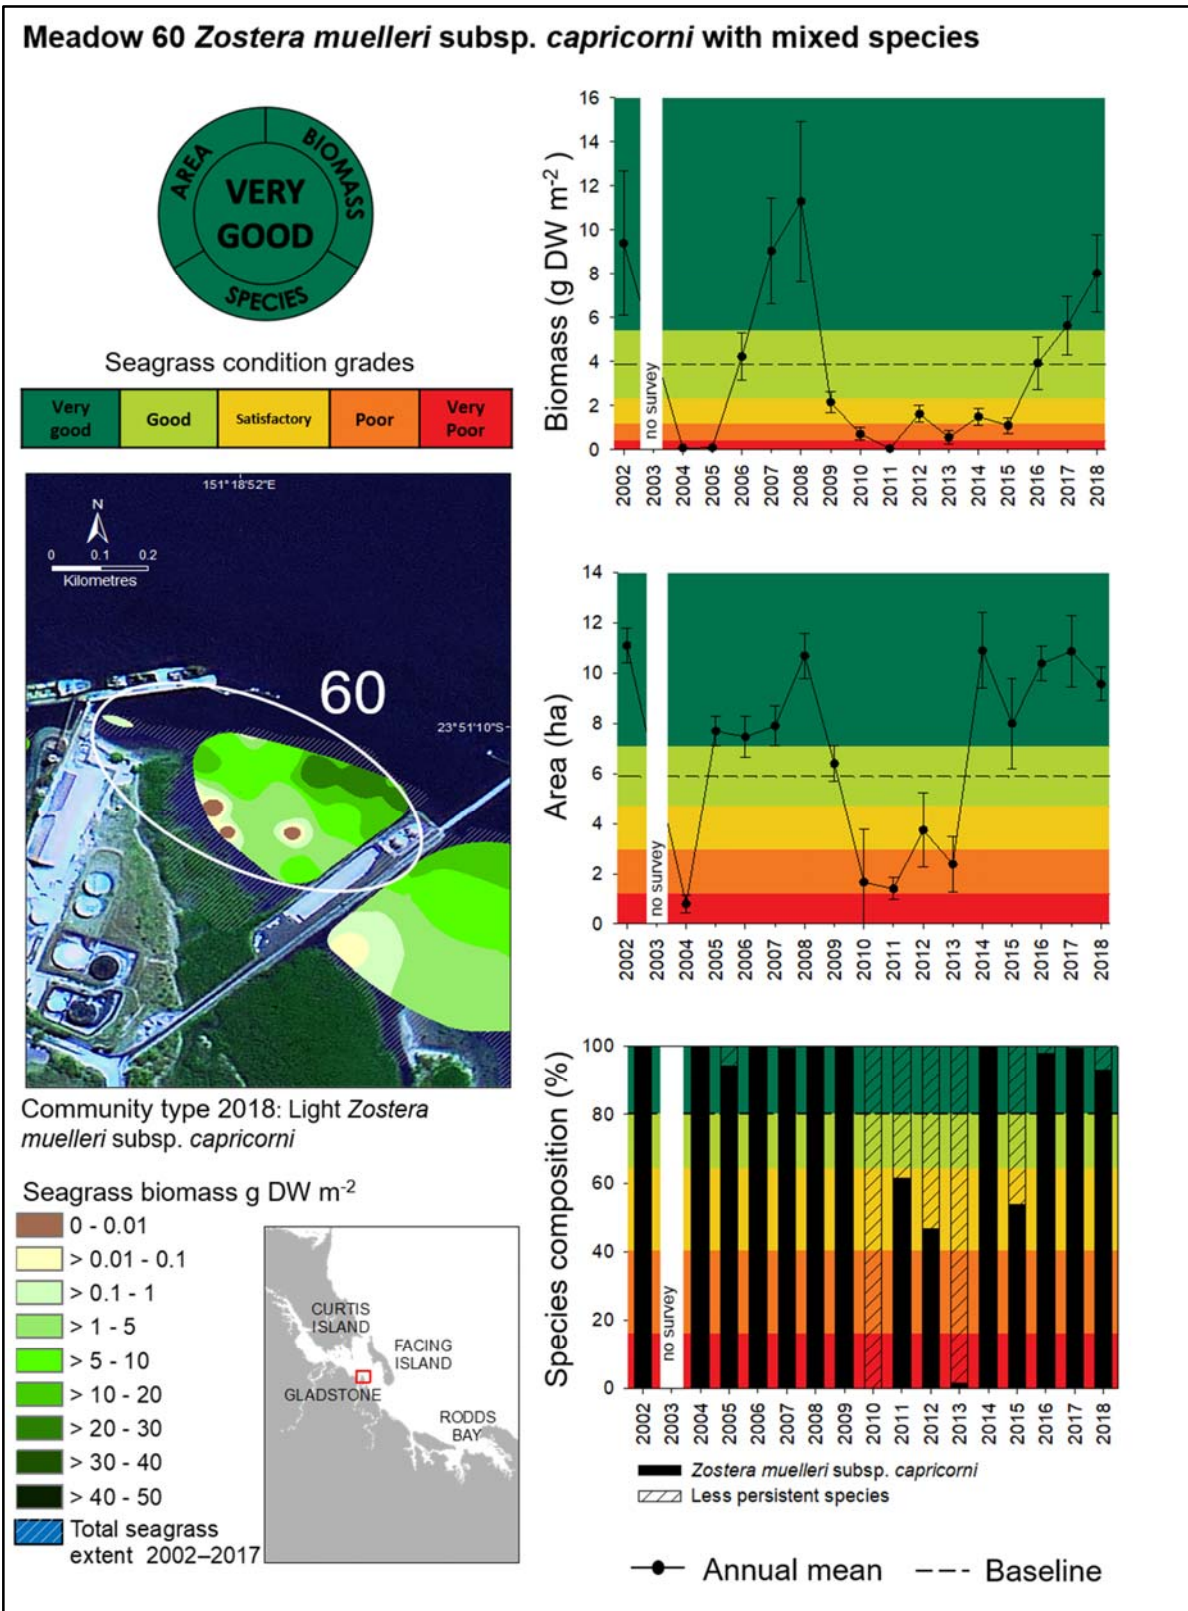 Meadow 60 Zostera muelleri subsp. capricorni with mixed species
AREA
BIOMASS
VERY
GOOD
SPECIES
Seagrass condition grades
Very
good
Good
Satisfactory
Poor
Very
Poor
151° 18'52"E
N
0 0.1 0.2
Kilometres
60
23°51'10"S
Community type 2018: Light Zostera
muelleri subsp. capricorni
Seagrass biomass g DW m-2
0 - 0.01
> 0.01 - 0.1
> 0.1 - 1
> 1 - 5
> 5 - 10
> 10 - 20
> 20 - 30
> 30 - 40
> 40 - 50
Total seagrass
extent 2002–2017
CURTIS
ISLAND
FACING
ISLAND
GLADSTONE
RODDS
BAY
Biomass (g DW m-2)
16
14
12
10
8
6
4
2
0
no survey
2002 2003 2004 2005 2006 2007 2008 2009 2010 2011 2012 2013 2014 2015 2016 2017 2018
Area (ha)
14
12
10
8
6
4
2
0
no survey
2002 2003 2004 2005 2006 2007 2008 2009 2010 2011 2012 2013 2014 2015 2016 2017 2018
Species composition (%)
100
80
60
40
20
0
no survey
2002 2003 2004 2005 2006 2007 2008 2009 2010 2011 2012 2013 2014 2015 2016 2017 2018
Zostera muelleri subsp. capricorni
Less persistent species
Annual mean
Baseline